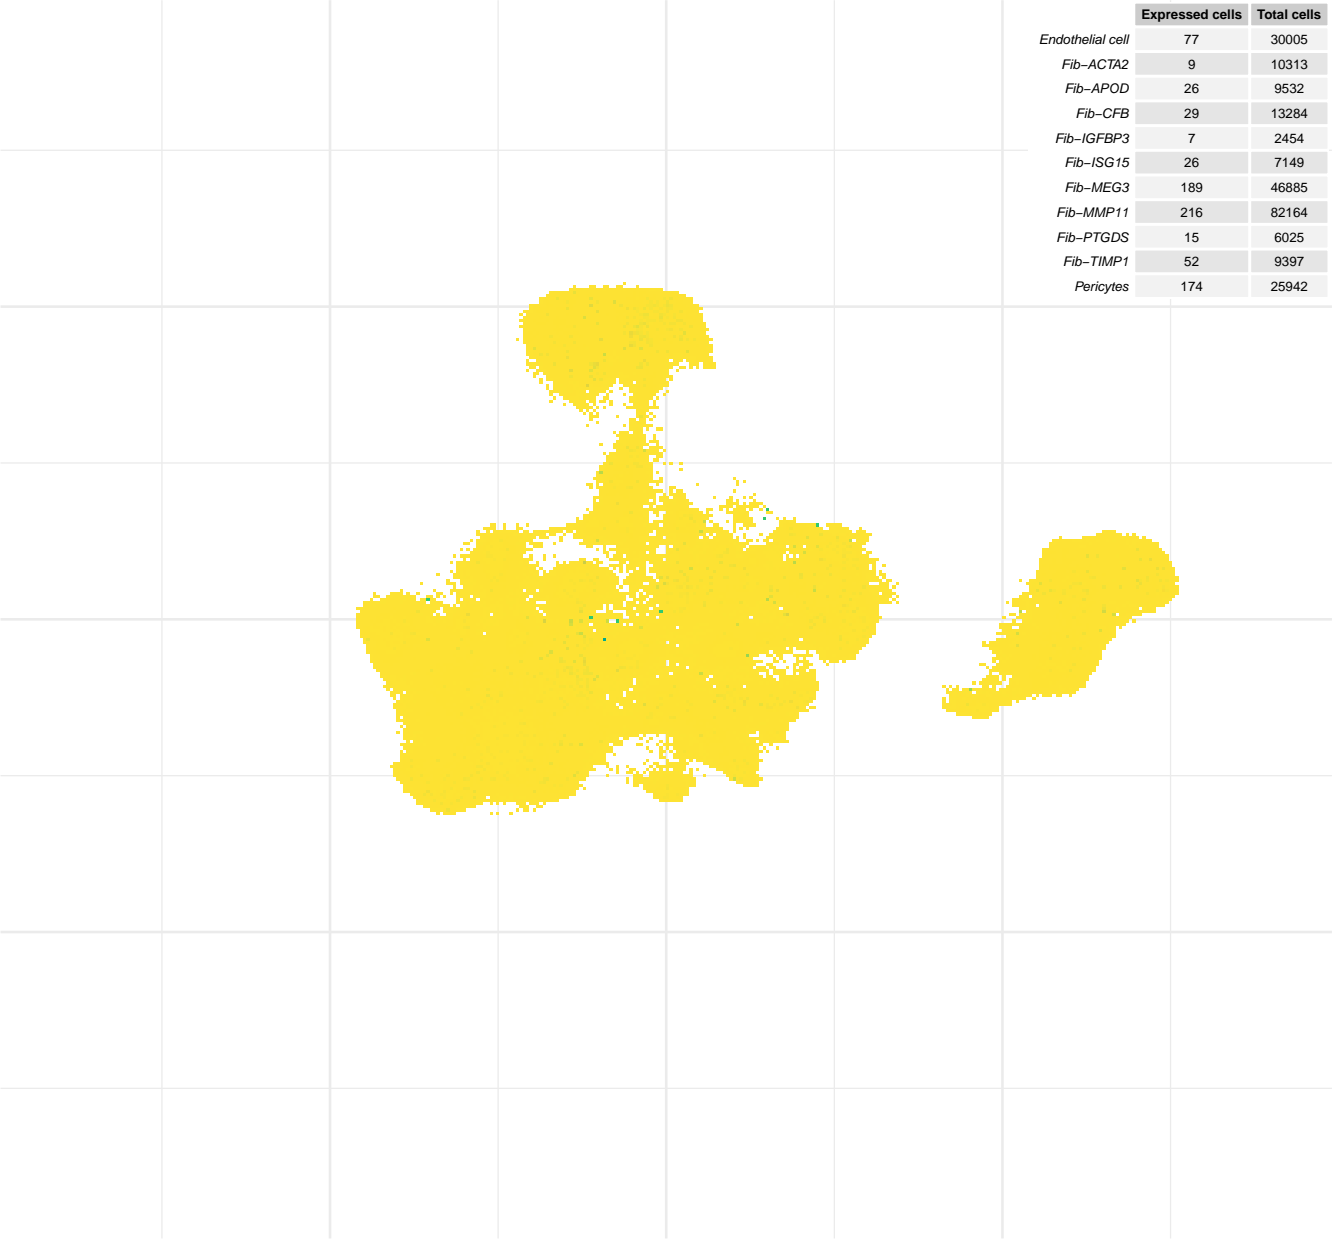 Expressed cells Total cells
Endothelial cell 77 30005
Fib−ACTA2 9 10313
Fib−APOD 26 9532
Fib−CFB 29 13284
Fib−IGFBP3 7 2454
Fib−ISG15 26 7149
Fib−MEG3 189 46885
Fib−MMP11 216 82164
Fib−PTGDS 15 6025
Fib−TIMP1 52 9397
Pericytes 174 25942